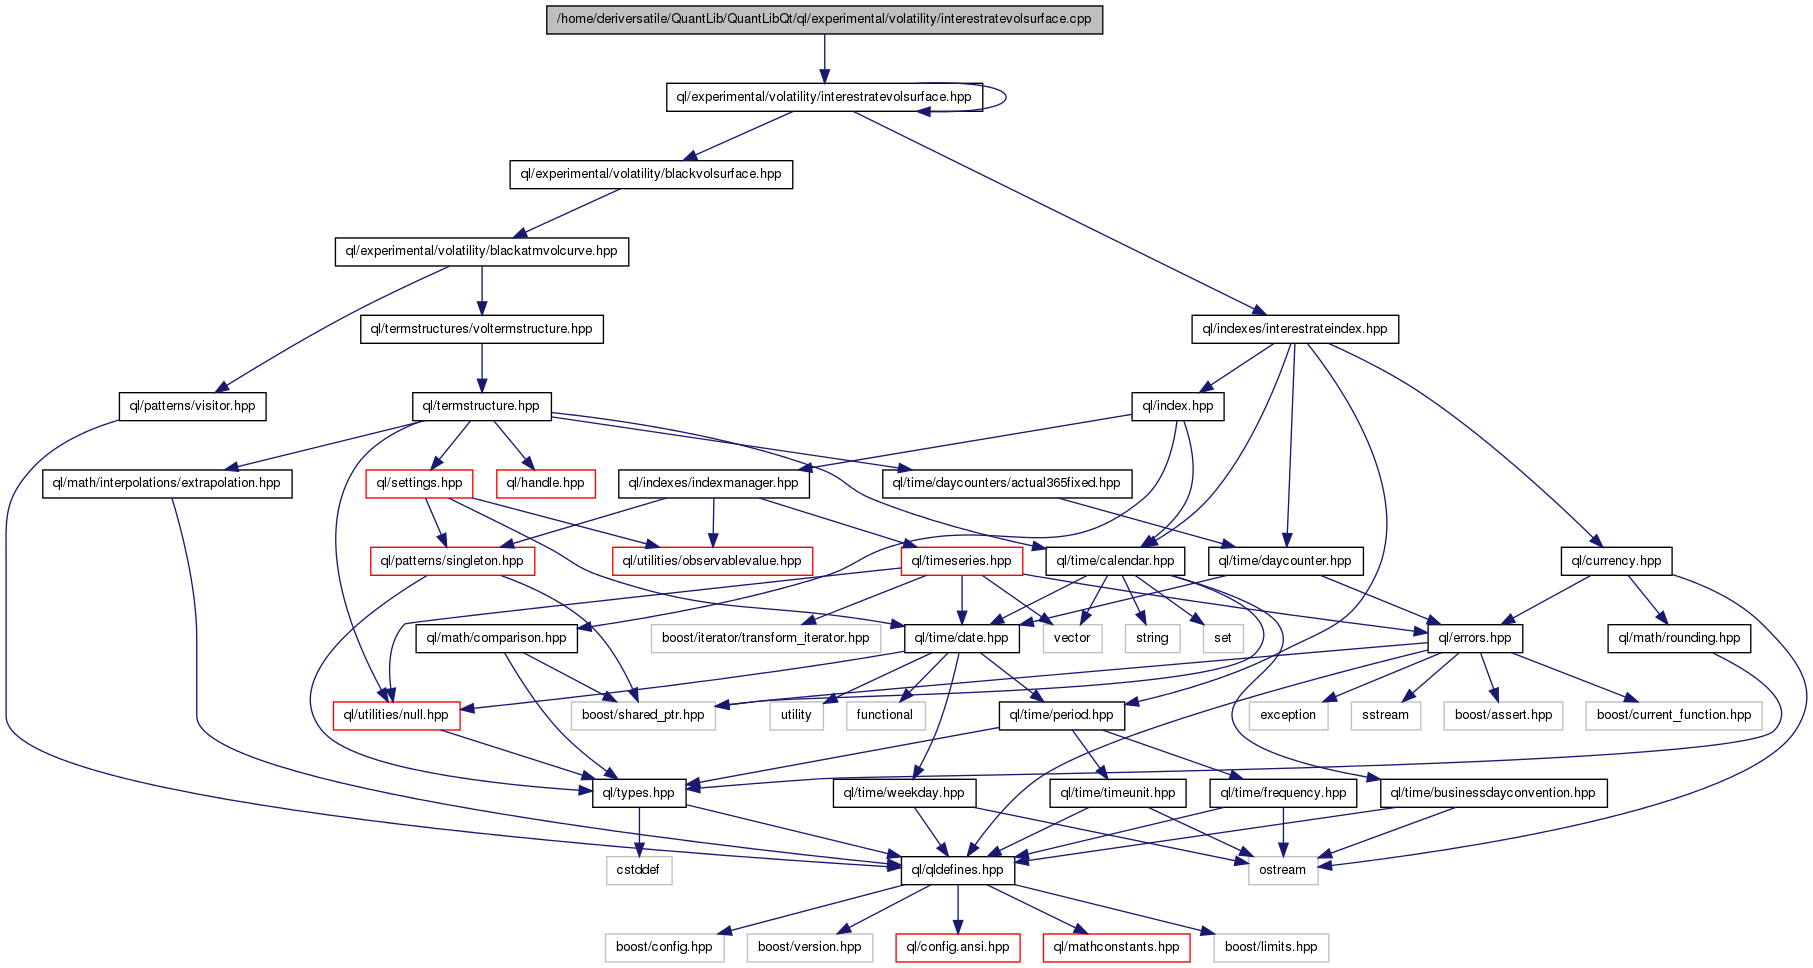 /home/deriversatile/QuantLib/QuantLibQt/ql/experimental/volatility/interestratevolsurface.cpp
ql/experimental/volatility/interestratevolsurface.hpp
ql/experimental/volatility/blackvolsurface.hpp
ql/experimental/volatility/blackatmvolcurve.hpp
ql/termstructures/voltermstructure.hpp
ql/indexes/interestrateindex.hpp
ql/patterns/visitor.hpp
ql/termstructure.hpp
ql/index.hpp
ql/math/interpolations/extrapolation.hpp
ql/settings.hpp
ql/handle.hpp
ql/indexes/indexmanager.hpp
ql/time/daycounters/actual365fixed.hpp
ql/patterns/singleton.hpp
ql/utilities/observablevalue.hpp
ql/timeseries.hpp
ql/time/calendar.hpp
ql/time/daycounter.hpp
ql/currency.hpp
ql/math/comparison.hpp
boost/iterator/transform_iterator.hpp
ql/time/date.hpp
vector
string
set
ql/errors.hpp
ql/math/rounding.hpp
ql/utilities/null.hpp
boost/shared_ptr.hpp
utility
functional
ql/time/period.hpp
exception
sstream
boost/assert.hpp
boost/current_function.hpp
ql/types.hpp
ql/time/weekday.hpp
ql/time/timeunit.hpp
ql/time/frequency.hpp
ql/time/businessdayconvention.hpp
cstddef
ql/qldefines.hpp
ostream
boost/config.hpp
boost/version.hpp
ql/config.ansi.hpp
ql/mathconstants.hpp
boost/limits.hpp